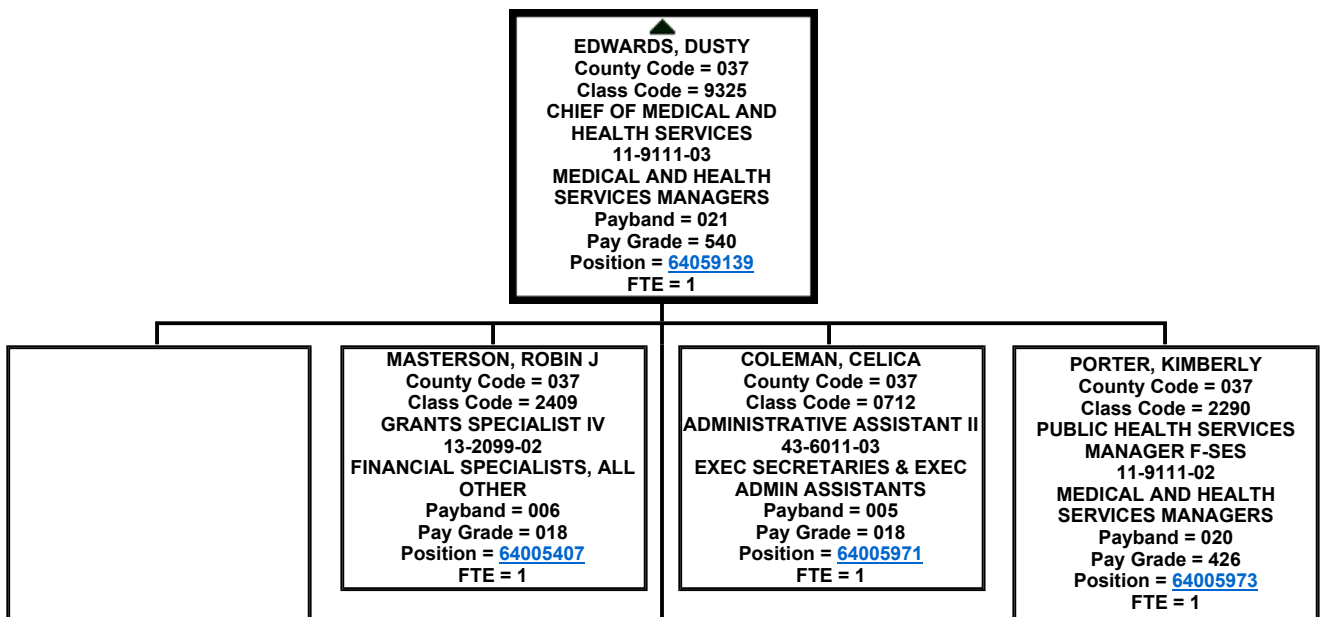 EDWARDS, DUSTY
County Code = 037
Class Code = 9325
CHIEF OF MEDICAL AND
HEALTH SERVICES
11-9111-03
MEDICAL AND HEALTH
SERVICES MANAGERS
Payband = 021
Pay Grade = 540
Position = 64059139
FTE = 1
MASTERSON, ROBIN J
County Code = 037
Class Code = 2409
GRANTS SPECIALIST IV
13-2099-02
FINANCIAL SPECIALISTS, ALL
OTHER
Payband = 006
Pay Grade = 018
Position = 64005407
FTE = 1
COLEMAN, CELICA
County Code = 037
Class Code = 0712
ADMINISTRATIVE ASSISTANT II
43-6011-03
EXEC SECRETARIES & EXEC
ADMIN ASSISTANTS
Payband = 005
Pay Grade = 018
Position = 64005971
FTE = 1
PORTER, KIMBERLY
County Code = 037
Class Code = 2290
PUBLIC HEALTH SERVICES
MANAGER F-SES
11-9111-02
MEDICAL AND HEALTH
SERVICES MANAGERS
Payband = 020
Pay Grade = 426
Position = 64005973
FTE = 1